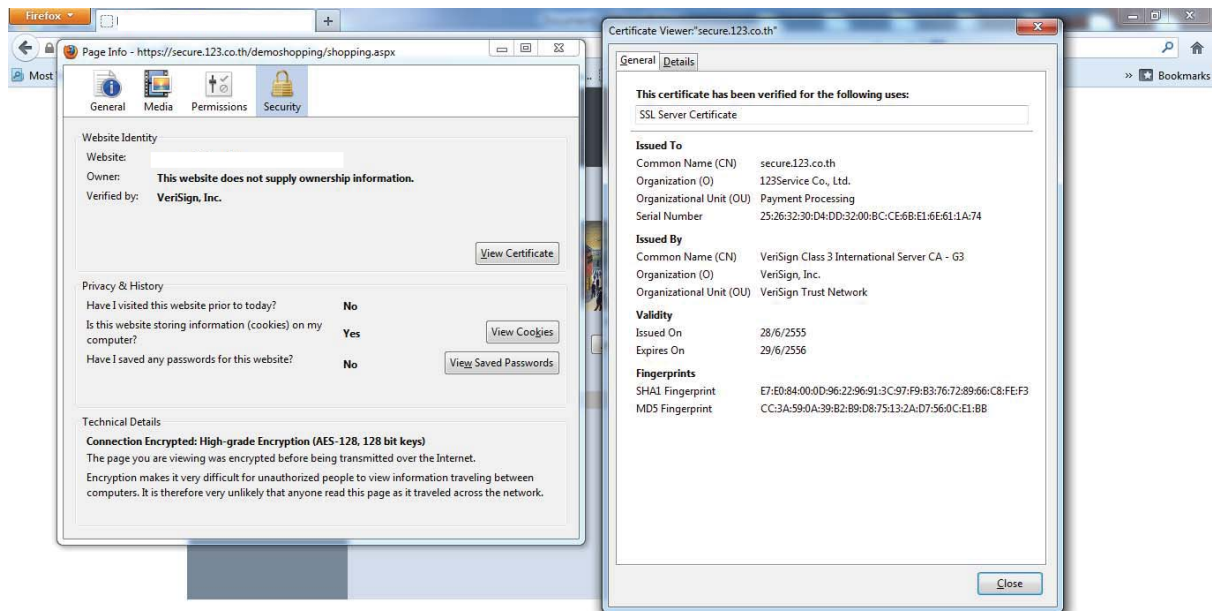 Firefox
Most
Bookmarks
Page Info - https://secure.123.co.th/demoshopping/shopping.aspx
General Media Permissions Security
Website Identity
Website:
Owner: This website does not supply ownership information.
Verified by: VeriSign, Inc.
View Certificate
Privacy & History
Have I visited this website prior to today? No
Is this website storing information (cookies) on my
computer? Yes View Cookies
Have I saved any passwords for this website? No View Saved Passwords
Technical Details
Connection Encrypted: High-grade Encryption (AES-128, 128 bit keys)
The page you are viewing was encrypted before being transmitted over the Internet.
Encryption makes it very difficult for unauthorized people to view information traveling between
computers. It is therefore very unlikely that anyone read this page as it traveled across the network.
Certificate Viewer:"secure.123.co.th"
General Details
This certificate has been verified for the following uses:
SSL Server Certificate
Issued To
Common Name (CN) secure.123.co.th
Organization (O) 123Service Co., Ltd.
Organizational Unit (OU) Payment Processing
Serial Number 25:26:32:30:D4:DD:32:00:BC:CE:6B:E1:6E:61:1A:74
Issued By
Common Name (CN) VeriSign Class 3 International Server CA - G3
Organization (O) VeriSign, Inc.
Organizational Unit (OU) VeriSign Trust Network
Validity
Issued On 28/6/2555
Expires On 29/6/2556
Fingerprints
SHA1 Fingerprint E7:E0:84:00:0D:96:22:96:91:3C:97:F9:B3:76:72:89:66:C8:FE:F3
MD5 Fingerprint CC:3A:59:0A:39:B2:B9:D8:75:13:2A:D7:56:0C:E1:BB
Close